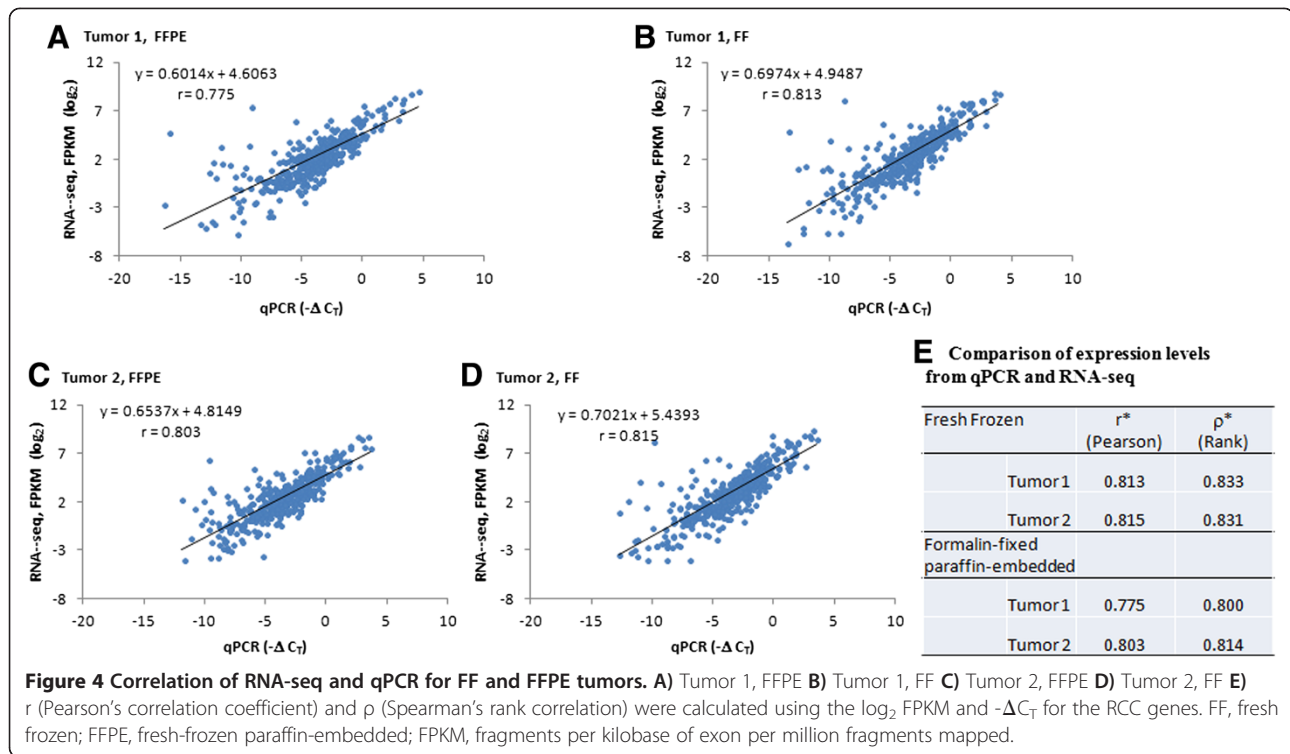 A Tumor 1, FFPE
y = 0.6014x + 4.6063
r = 0.775
RNA--seq, FPKM (log₂)
12
7
2
-3
-8
-20 -15 -10 -5 0 5 10
qPCR (-Δ C_T)
B Tumor 1, FF
y = 0.6974x + 4.9487
r = 0.813
RNA--seq, FPKM (log₂)
12
7
2
-3
-8
-20 -15 -10 -5 0 5 10
qPCR (-Δ C_T)
C Tumor 2, FFPE
y = 0.6537x + 4.8149
r = 0.803
RNA--seq, FPKM (log₂)
12
7
2
-3
-8
-20 -15 -10 -5 0 5 10
qPCR (-Δ C_T)
D Tumor 2, FF
y = 0.7021x + 5.4393
r = 0.815
RNA--seq, FPKM (log₂)
12
7
2
-3
-8
-20 -15 -10 -5 0 5 10
qPCR (-Δ C_T)
E Comparison of expression levels
from qPCR and RNA-seq
Fresh Frozen r* ρ*
(Pearson) (Rank)
Tumor 1 0.813 0.833
Tumor 2 0.815 0.831
Formalin-fixed
paraffin-embedded
Tumor 1 0.775 0.800
Tumor 2 0.803 0.814
Figure 4 Correlation of RNA-seq and qPCR for FF and FFPE tumors. A) Tumor 1, FFPE B) Tumor 1, FF C) Tumor 2, FFPE D) Tumor 2, FF E)
r (Pearson's correlation coefficient) and ρ (Spearman's rank correlation) were calculated using the log₂ FPKM and -ΔC_T for the RCC genes. FF, fresh
frozen; FFPE, fresh-frozen paraffin-embedded; FPKM, fragments per kilobase of exon per million fragments mapped.